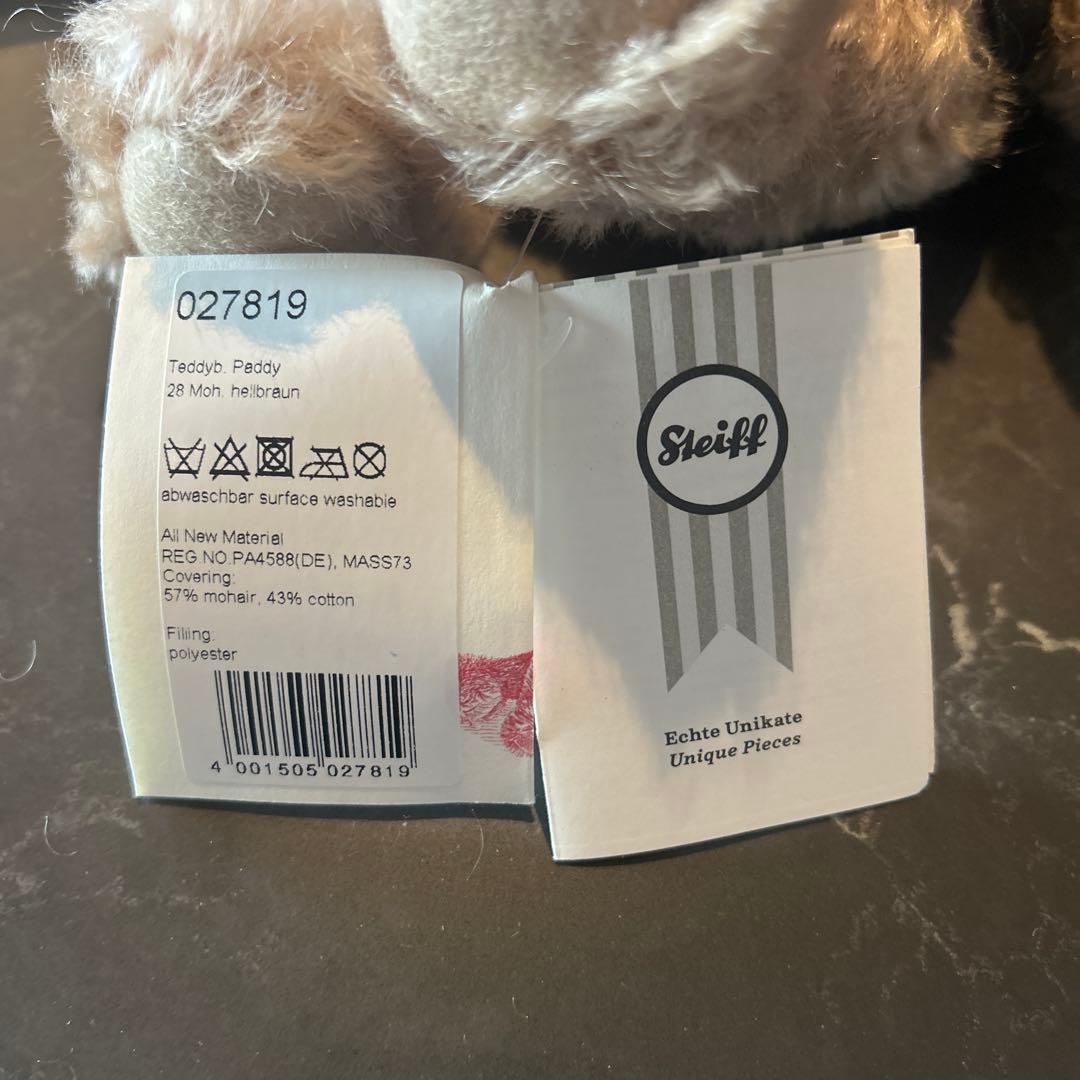 027819
Teddyb. Paddy
28 Moh. hellbraun
abwaschbar surface washable
All New Material
REG.NO.PA4588(DE), MASS73
Covering:
57% mohair, 43% cotton
Filling:
polyester
4 001505 027819
Steiff
Echte Unikate
Unique Pieces